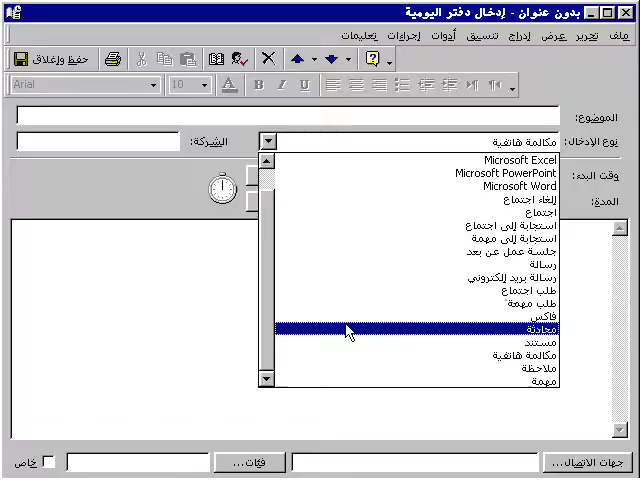 بدون عنوان - إدخال دفتر اليومية
ملف تحرير عرض إدراج تنسيق أدوات إجراءات تعليمات
حفظ وإغلاق
Arial 10 A B I U
الموضوع:
نوع الإدخال: مكالمة هاتفية الشركة:
وقت البدء:
المدة:
Microsoft Excel
Microsoft PowerPoint
Microsoft Word
إلغاء اجتماع
اجتماع
استجابة إلى اجتماع
استجابة إلى مهمة
جلسة عمل عن بعد
رسالة
رسالة بريد إلكتروني
طلب اجتماع
طلب مهمة
فاكس
محادثة
مستند
مكالمة هاتفية
ملاحظة
مهمة
جهات الاتصال... فئات... خاص